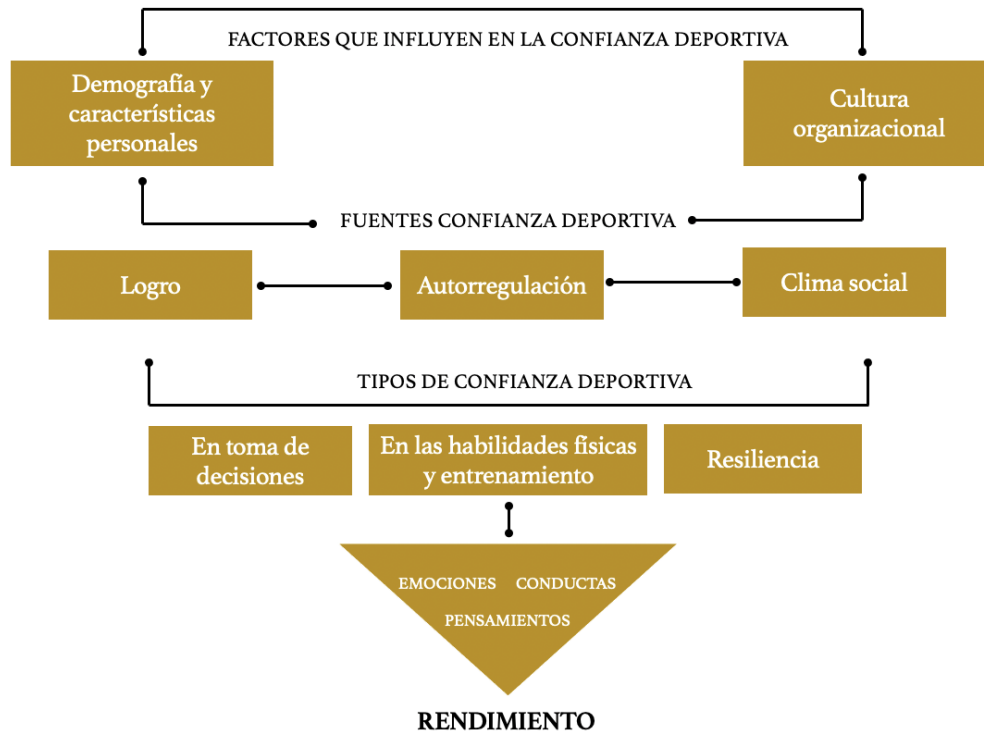 FACTORES QUE INFLUYEN EN LA CONFIANZA DEPORTIVA
Demografía y
características
personales
Cultura
organizacional
FUENTES CONFIANZA DEPORTIVA
Logro
Autorregulación
Clima social
TIPOS DE CONFIANZA DEPORTIVA
En toma de
decisiones
En las habilidades físicas
y entrenamiento
Resiliencia
EMOCIONES CONDUCTAS
PENSAMIENTOS
RENDIMIENTO